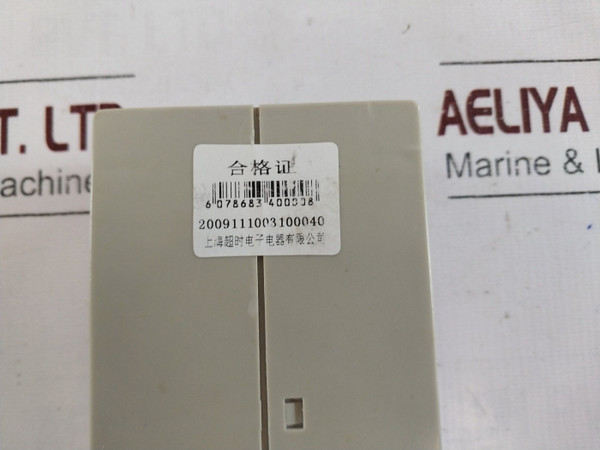 T. LTD
AELIYA
achine
Marine &
合格证
6 078683 400008
2009111003100040
上海超时电子电器有限公司